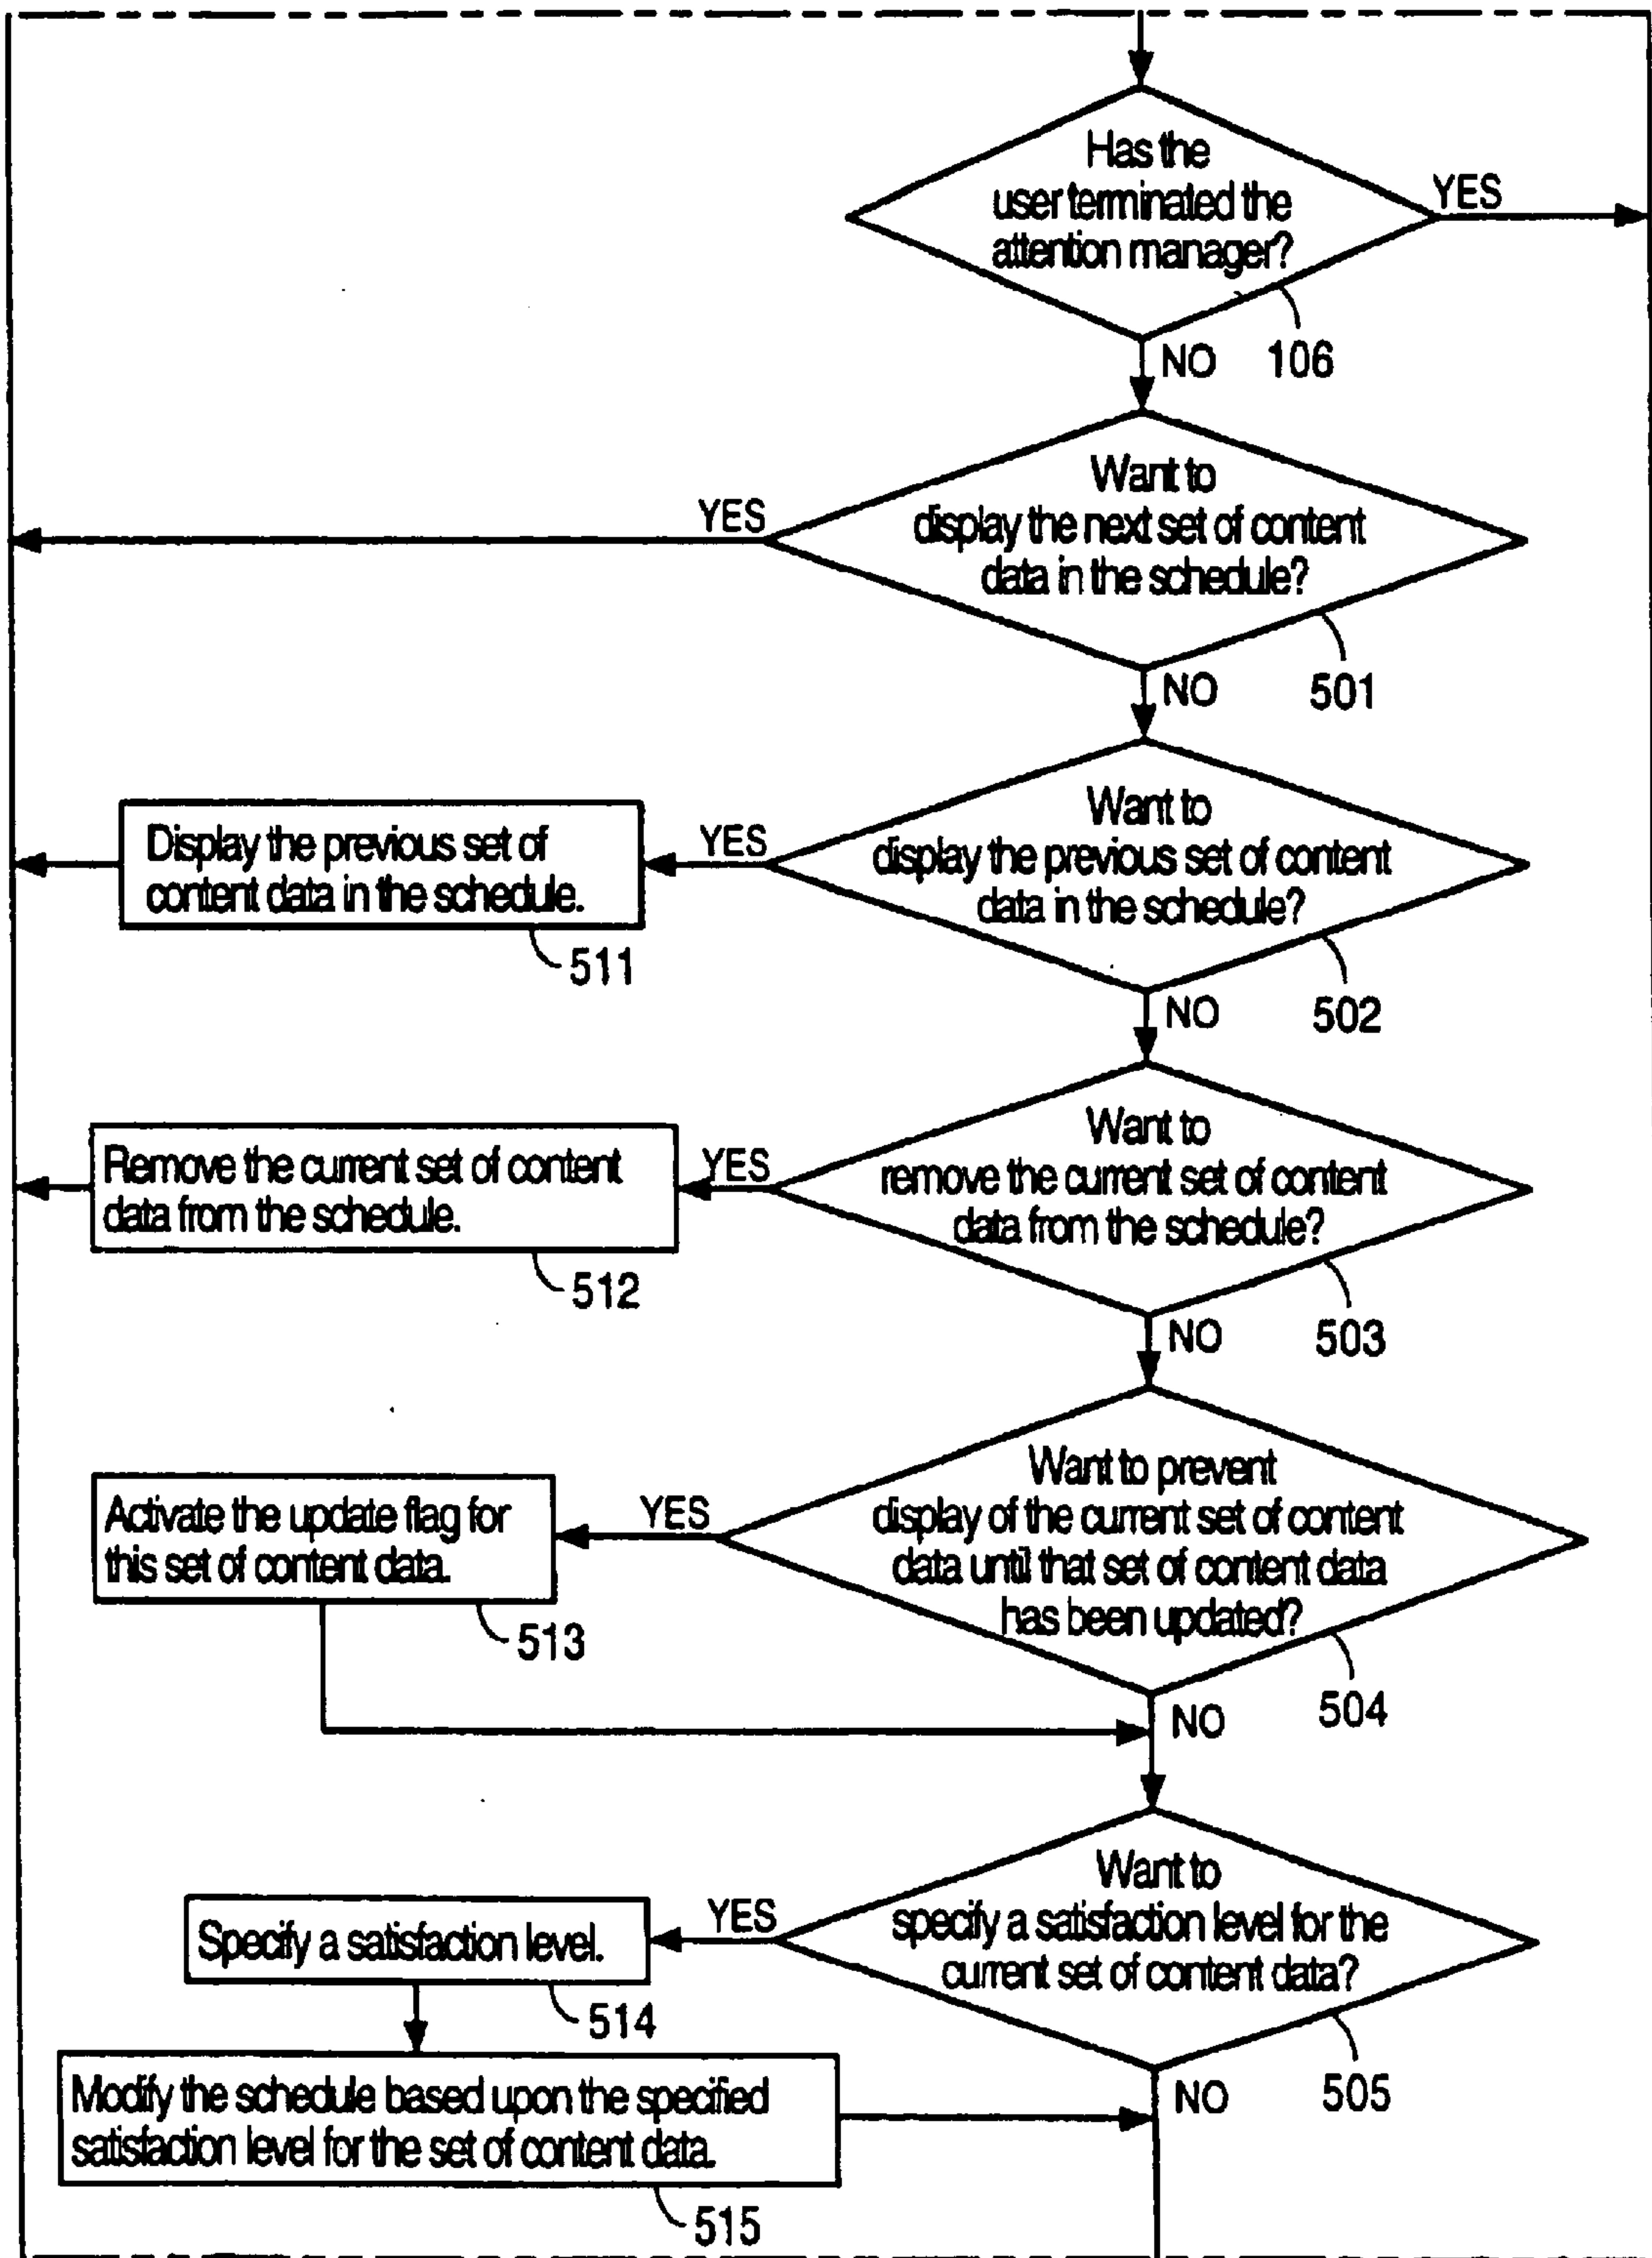 Has the
user terminated the
attention manager?
YES
NO
106
Want to
display the next set of content
data in the schedule?
YES
NO
501
Want to
display the previous set of content
data in the schedule?
YES
Display the previous set of
content data in the schedule.
511
NO
502
Want to
remove the current set of content
data from the schedule?
YES
Remove the current set of content
data from the schedule.
512
NO
503
Want to prevent
display of the current set of content
data until that set of content data
has been updated?
YES
Activate the update flag for
this set of content data.
513
NO
504
Want to
specify a satisfaction level for the
current set of content data?
YES
Specify a satisfaction level.
514
Modify the schedule based upon the specified
satisfaction level for the set of content data.
515
NO
505